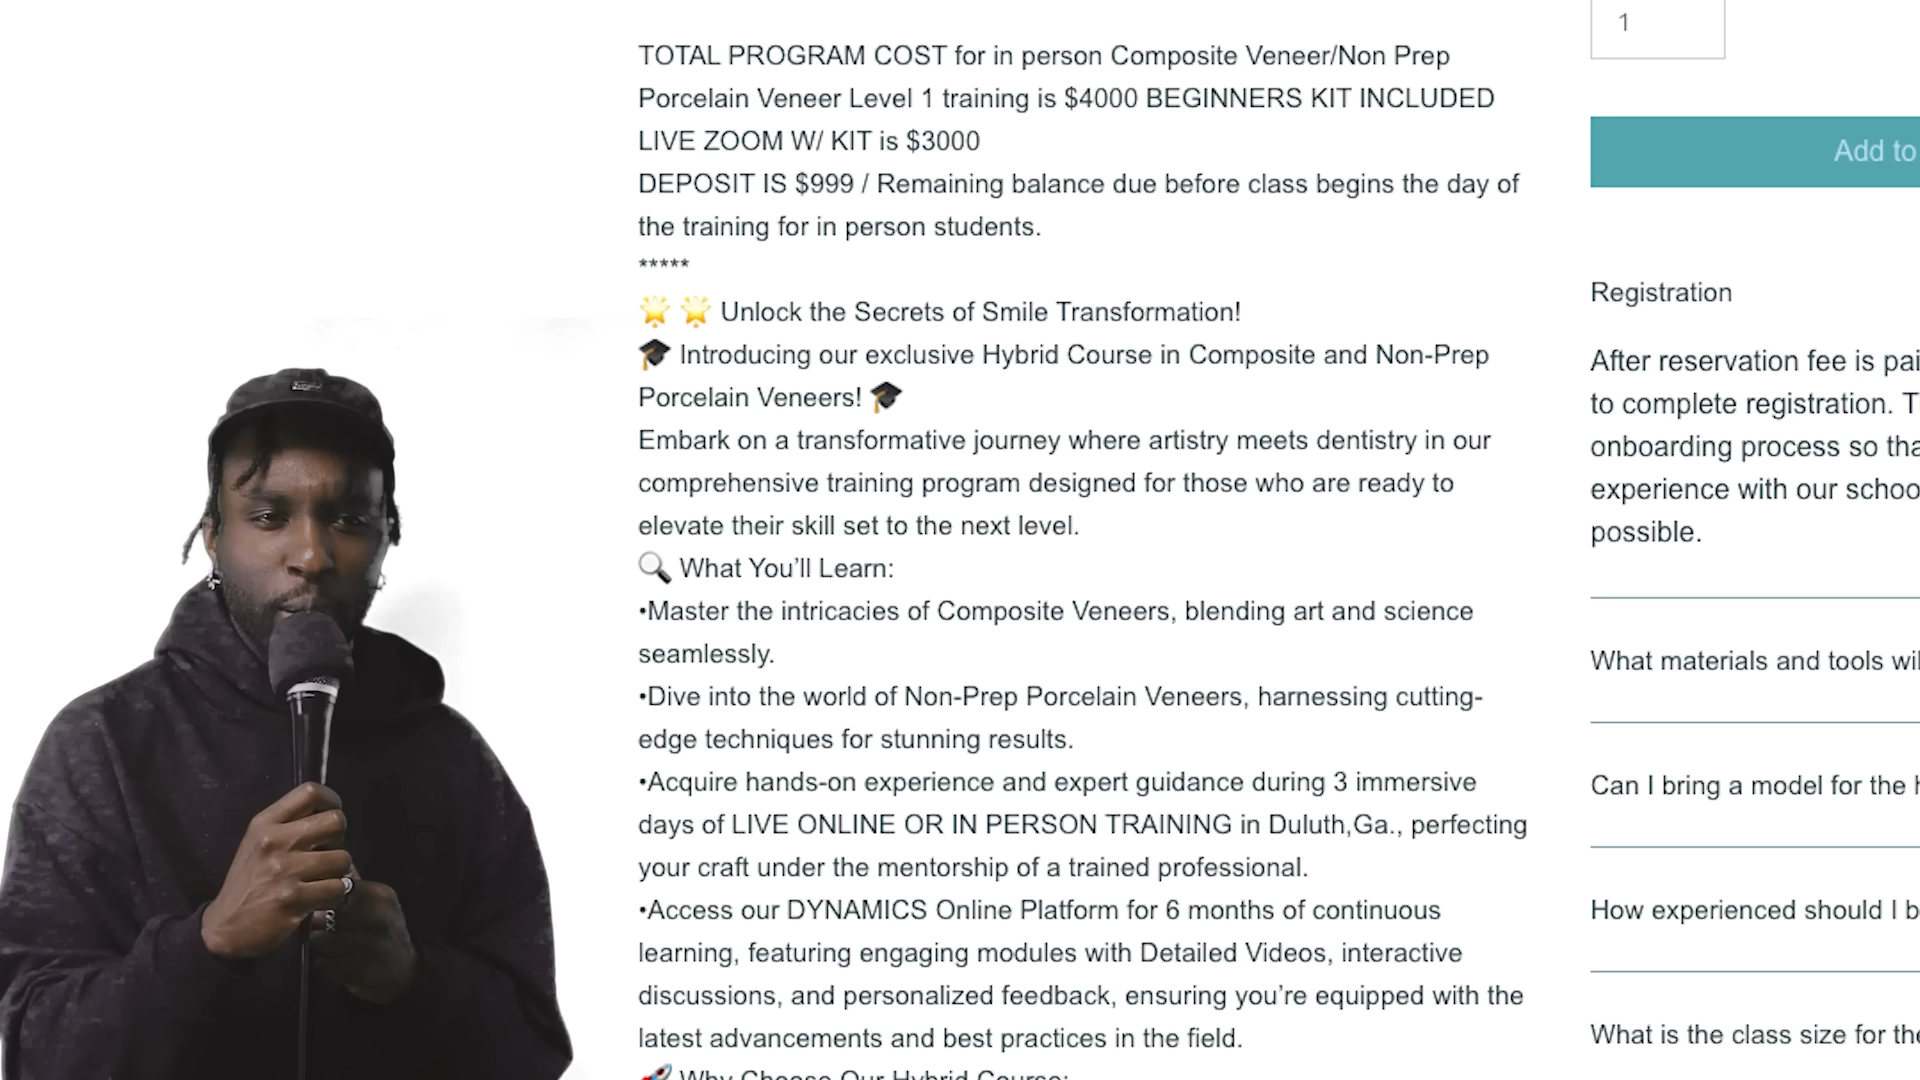 TOTAL PROGRAM COST for in person Composite Veneer/Non Prep
Porcelain Veneer Level 1 training is $4000 BEGINNERS KIT INCLUDED
LIVE ZOOM W/ KIT is $3000
DEPOSIT IS $999 / Remaining balance due before class begins the day of
the training for in person students.
*****
🌟 🌟 Unlock the Secrets of Smile Transformation!
🎓 Introducing our exclusive Hybrid Course in Composite and Non-Prep
Porcelain Veneers! 🎓
Embark on a transformative journey where artistry meets dentistry in our
comprehensive training program designed for those who are ready to
elevate their skill set to the next level.
🔍 What You’ll Learn:
•Master the intricacies of Composite Veneers, blending art and science
seamlessly.
•Dive into the world of Non-Prep Porcelain Veneers, harnessing cutting-
edge techniques for stunning results.
•Acquire hands-on experience and expert guidance during 3 immersive
days of LIVE ONLINE OR IN PERSON TRAINING in Duluth,Ga., perfecting
your craft under the mentorship of a trained professional.
•Access our DYNAMICS Online Platform for 6 months of continuous
learning, featuring engaging modules with Detailed Videos, interactive
discussions, and personalized feedback, ensuring you’re equipped with the
latest advancements and best practices in the field.
🚀 Why Choose Our Hybrid Course:
1
Add to
Registration
After reservation fee is pai
to complete registration. T
onboarding process so tha
experience with our schoo
possible.
What materials and tools wil
Can I bring a model for the h
How experienced should I b
What is the class size for the